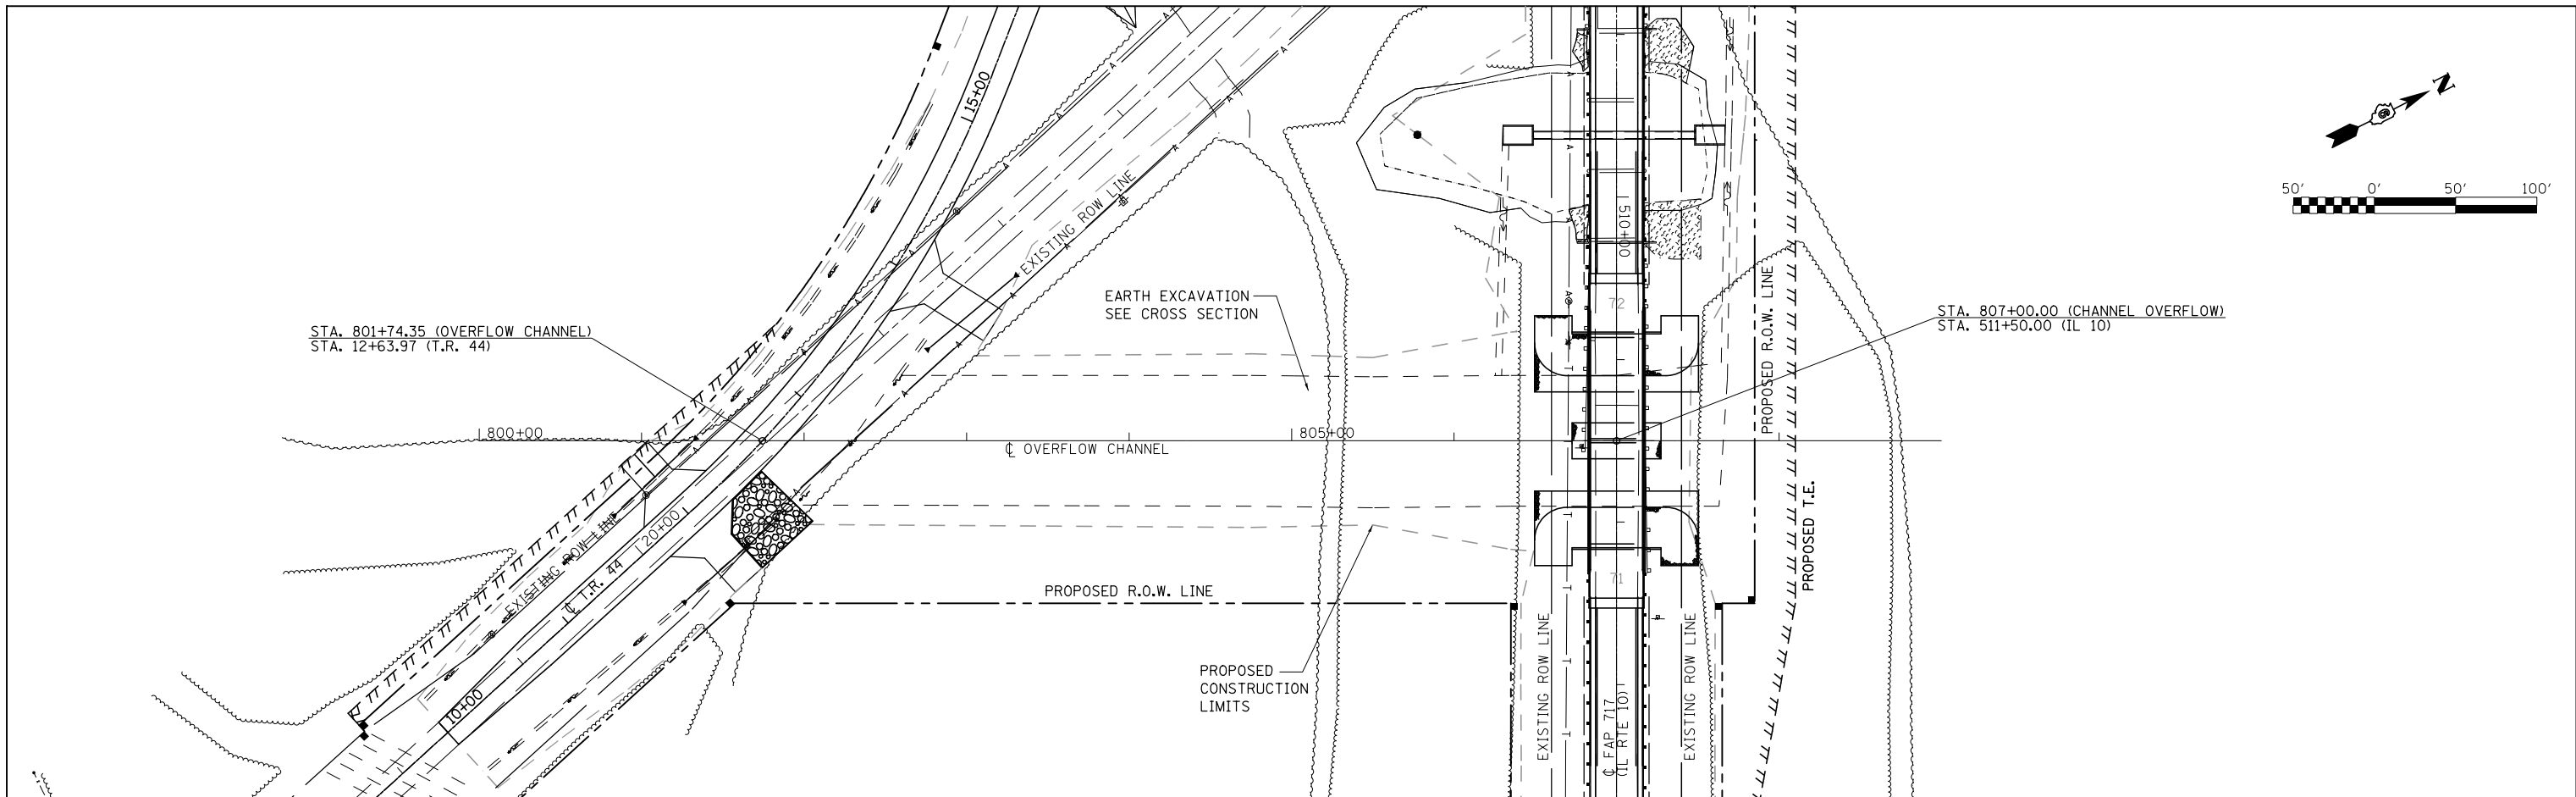 15+00
N
50' 0' 50' 100'
EXISTING ROW LINE
510+00
EARTH EXCAVATION
SEE CROSS SECTION
72
PROPOSED R.O.W. LINE
STA. 807+00.00 (CHANNEL OVERFLOW)
STA. 511+50.00 (IL 10)
STA. 801+74.35 (OVERFLOW CHANNEL)
STA. 12+63.97 (T.R. 44)
800+00
805+00
℄ OVERFLOW CHANNEL
EXISTING ROW LINE
20+00
℄ T.R. 44
10+00
PROPOSED T.E.
71
PROPOSED R.O.W. LINE
PROPOSED
CONSTRUCTION
LIMITS
EXISTING ROW LINE
℄ FAP 717
(IL RTE 10)
EXISTING ROW LINE